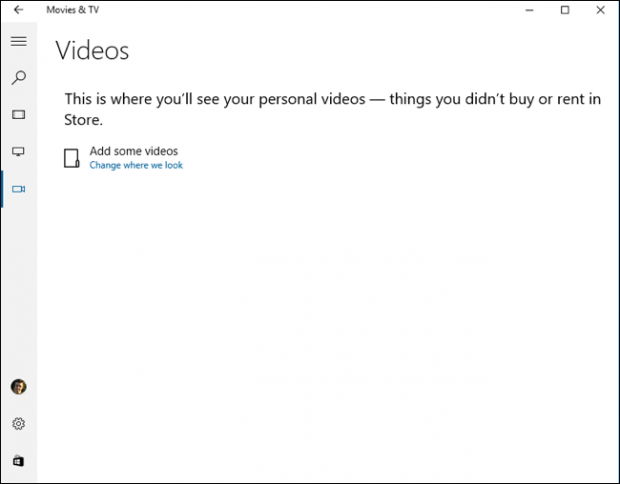 Movies & TV
Videos
This is where you’ll see your personal videos — things you didn’t buy or rent in
Store.
Add some videos
Change where we look